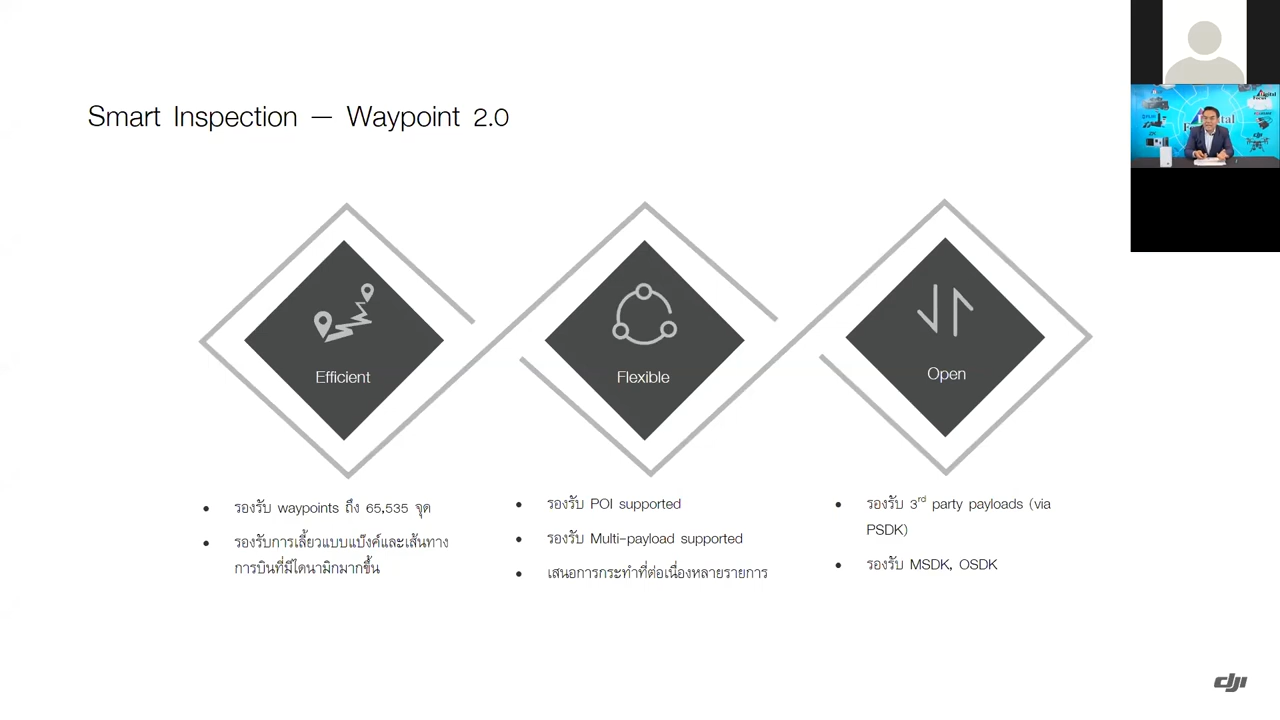 Smart Inspection — Waypoint 2.0
Efficient
Flexible
Open
• รองรับ waypoints ถึง 65,535 จุด
• รองรับการเลี้ยวแบบแบ๊งค์และเส้นทาง
การบินที่มีไดนามิกมากขึ้น
• รองรับ POI supported
• รองรับ Multi-payload supported
• เสนอการกระทำที่ต่อเนื่องหลายรายการ
• รองรับ 3rd party payloads (via
PSDK)
• รองรับ MSDK, OSDK
dji